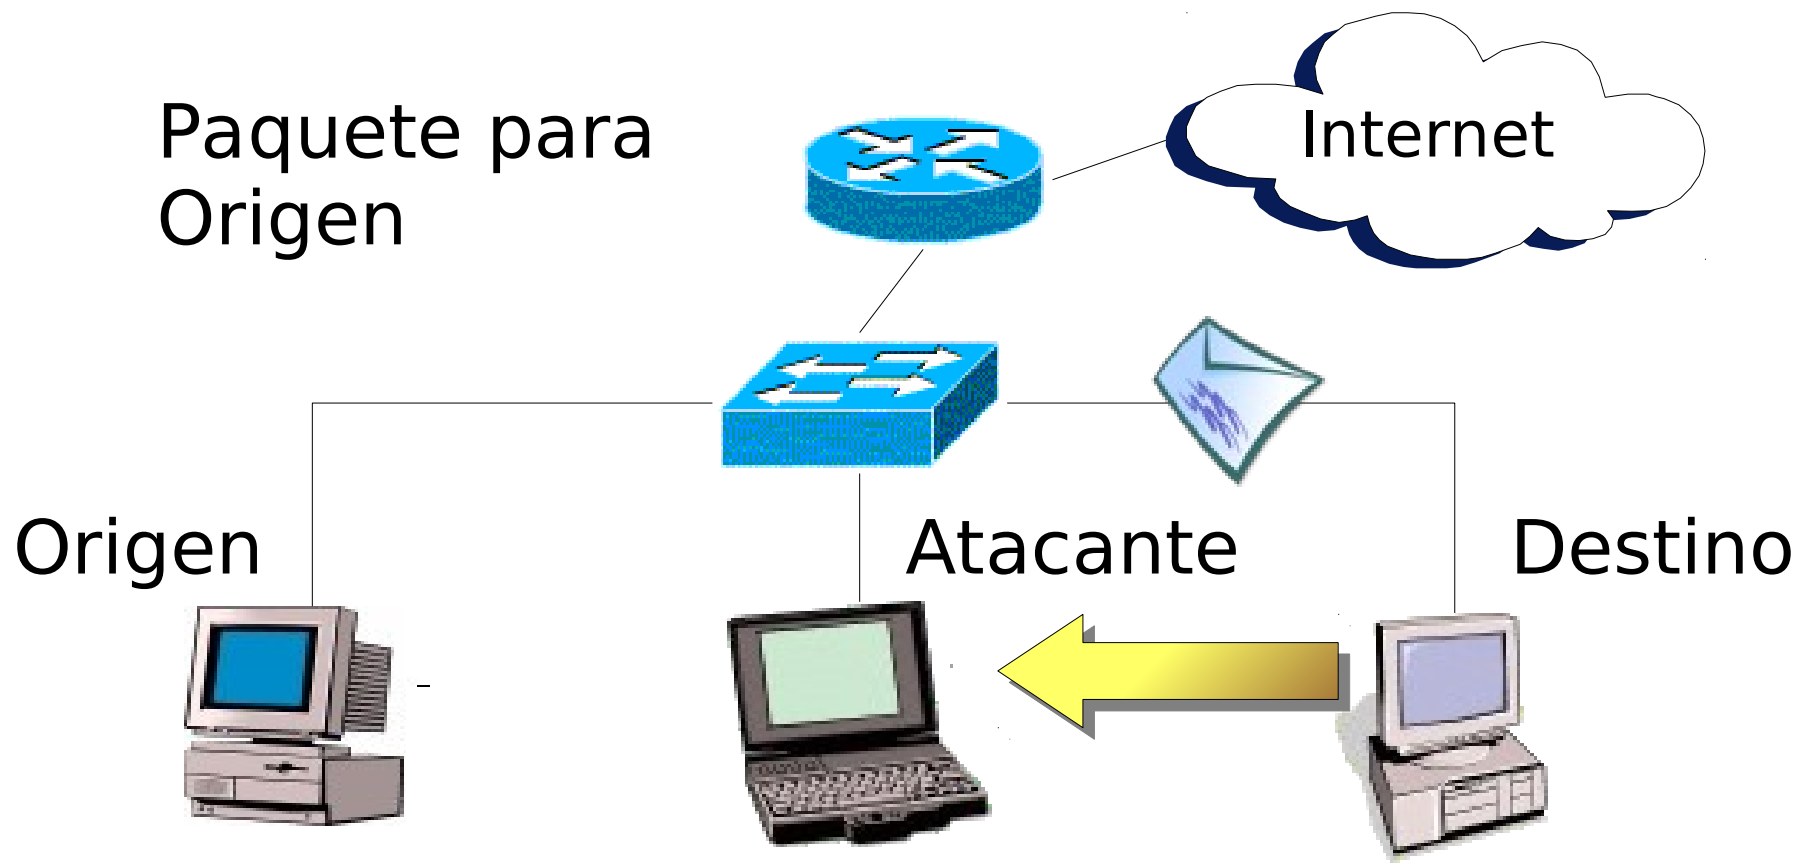 Paquete para
Origen
Internet
Origen
Atacante
Destino